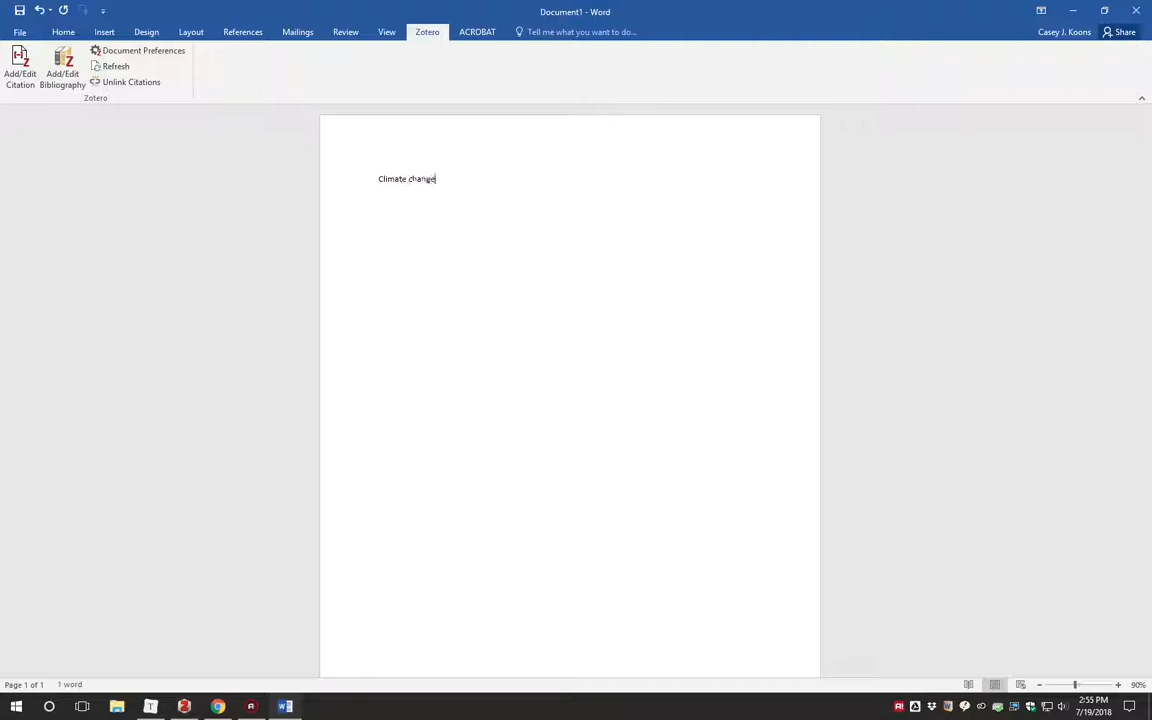 Document1 - Word
File Home Insert Design Layout References Mailings Review View Zotero ACROBAT Tell me what you want to do... Casey J. Koons Share
Add/Edit Citation
Add/Edit Bibliography
Document Preferences
Refresh
Unlink Citations
Zotero
Climate change
Page 1 of 1 1 word 90%
2:55 PM
7/19/2018